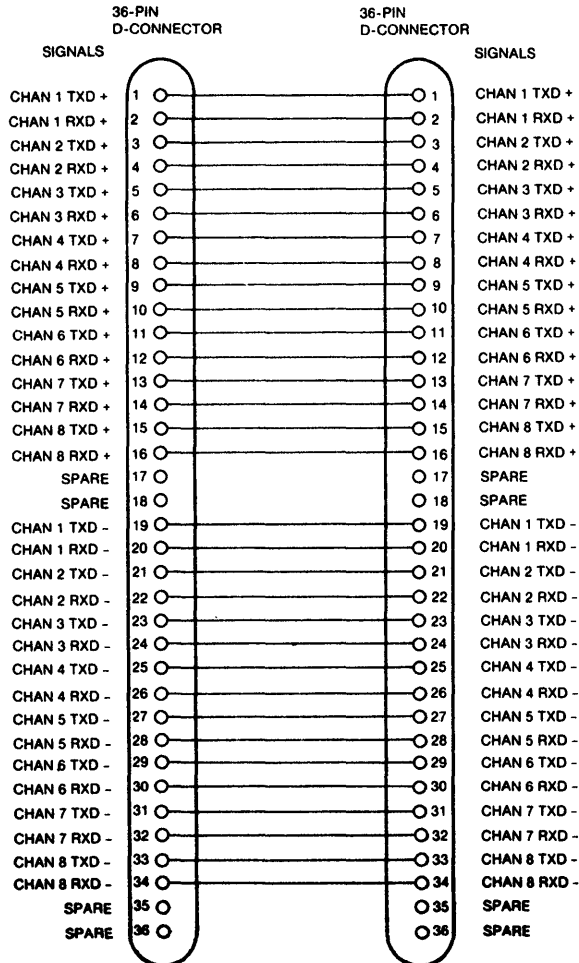 36-PIN
D-CONNECTOR
36-PIN
D-CONNECTOR
SIGNALS
SIGNALS
CHAN 1 TXD + 1 1 CHAN 1 TXD +
CHAN 1 RXD + 2 2 CHAN 1 RXD +
CHAN 2 TXD + 3 3 CHAN 2 TXD +
CHAN 2 RXD + 4 4 CHAN 2 RXD +
CHAN 3 TXD + 5 5 CHAN 3 TXD +
CHAN 3 RXD + 6 6 CHAN 3 RXD +
CHAN 4 TXD + 7 7 CHAN 4 TXD +
CHAN 4 RXD + 8 8 CHAN 4 RXD +
CHAN 5 TXD + 9 9 CHAN 5 TXD +
CHAN 5 RXD + 10 10 CHAN 5 RXD +
CHAN 6 TXD + 11 11 CHAN 6 TXD +
CHAN 6 RXD + 12 12 CHAN 6 RXD +
CHAN 7 TXD + 13 13 CHAN 7 TXD +
CHAN 7 RXD + 14 14 CHAN 7 RXD +
CHAN 8 TXD + 15 15 CHAN 8 TXD +
CHAN 8 RXD + 16 16 CHAN 8 RXD +
SPARE 17 17 SPARE
SPARE 18 18 SPARE
CHAN 1 TXD - 19 19 CHAN 1 TXD -
CHAN 1 RXD - 20 20 CHAN 1 RXD -
CHAN 2 TXD - 21 21 CHAN 2 TXD -
CHAN 2 RXD - 22 22 CHAN 2 RXD -
CHAN 3 TXD - 23 23 CHAN 3 TXD -
CHAN 3 RXD - 24 24 CHAN 3 RXD -
CHAN 4 TXD - 25 25 CHAN 4 TXD -
CHAN 4 RXD - 26 26 CHAN 4 RXD -
CHAN 5 TXD - 27 27 CHAN 5 TXD -
CHAN 5 RXD - 28 28 CHAN 5 RXD -
CHAN 6 TXD - 29 29 CHAN 6 TXD -
CHAN 6 RXD - 30 30 CHAN 6 RXD -
CHAN 7 TXD - 31 31 CHAN 7 TXD -
CHAN 7 RXD - 32 32 CHAN 7 RXD -
CHAN 8 TXD - 33 33 CHAN 8 TXD -
CHAN 8 RXD - 34 34 CHAN 8 RXD -
SPARE 35 35 SPARE
SPARE 36 36 SPARE